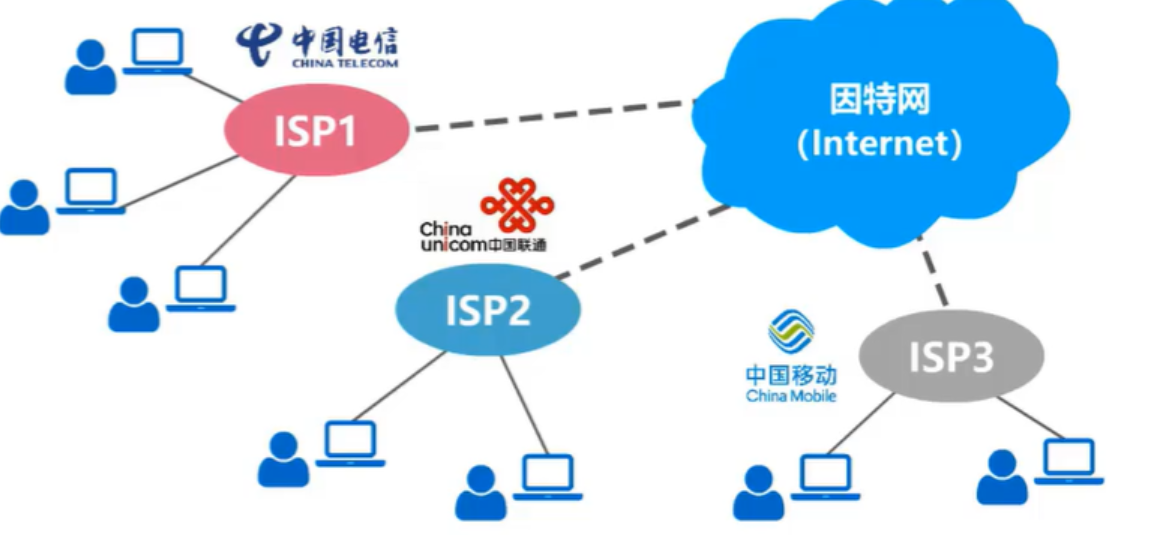 中国电信
CHINA TELECOM
ISP1
因特网
(Internet)
China
unicom中国联通
ISP2
ISP3
中国移动
China Mobile